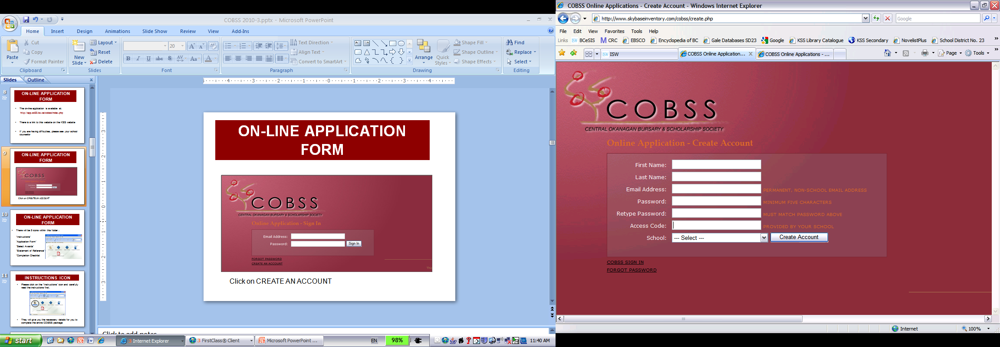 COBSS 2010-3.pptx - Microsoft PowerPoint
Home Insert Design Animations Slide Show Review View Add-Ins
Paste
Cut
Copy
Format Painter
Clipboard
New Slide
Layout
Reset
Delete
Slides
20
B I U abc S AV Aa A
Font
Paragraph
Text Direction
Align Text
Convert to SmartArt
Arrange
Quick Styles
Shape Fill
Shape Outline
Shape Effects
Drawing
Find
Replace
Select
Editing
Slides Outline
8
ON-LINE APPLICATION
FORM
The on-line application is available at:
http://app.sd23.bc.ca/cobss/index.php
There is a link to this website on the KSS website
If you are having difficulties, please see your school
counselor
9
ON-LINE APPLICATION
FORM
COBSS
Click on CREATE AN ACCOUNT
10
ON-LINE APPLICATION
FORM
There will be 5 icons within this folder :
"Instructions"
"Application Form"
"Select Awards"
"Statement of Reference"
"Completion Checklist
11
INSTRUCTIONS ICON
Please click on the "Instructions" icon and carefully
read the instructions first.
They will give you the necessary details for you to
complete the entire COBSS package
ON-LINE APPLICATION
FORM
COBSS
CENTRAL OKANAGAN BURSARY & SCHOLARSHIP SOCIETY
Online Application - Sign In
Email Address:
Password:
Sign In
FORGOT PASSWORD
CREATE AN ACCOUNT
The
Click on CREATE AN ACCOUNT
Click to add notes
start
3 Internet Explorer
3 FirstClass® Client
Microsoft PowerPoint ...
EN
98%
11:40 AM
COBSS Online Applications - Create Account - Windows Internet Explorer
http://www.skybaseinventory.com/cobss/create.php
Google
File Edit View Favorites Tools Help
Links ISW BCeSIS M CRC EBSCO Encyclopedia of BC Gale Databases SD23 Google KSS Library Catalogue KSS Secondary NovelistPlus School District No. 23
ISW ISW
COBSS Online Application...
COBSS Online Applications - ...
Page Tools
COBSS
CENTRAL OKANAGAN BURSARY & SCHOLARSHIP SOCIETY
Online Application - Create Account
First Name:
Last Name:
Email Address: PERMANENT, NON-SCHOOL EMAIL ADDRESS
Password: MINIMUM FIVE CHARACTERS
Retype Password: MUST MATCH PASSWORD ABOVE
Access Code: PROVIDED BY YOUR SCHOOL
School: --- Select --- Create Account
COBSS SIGN IN
FORGOT PASSWORD
Internet
100%